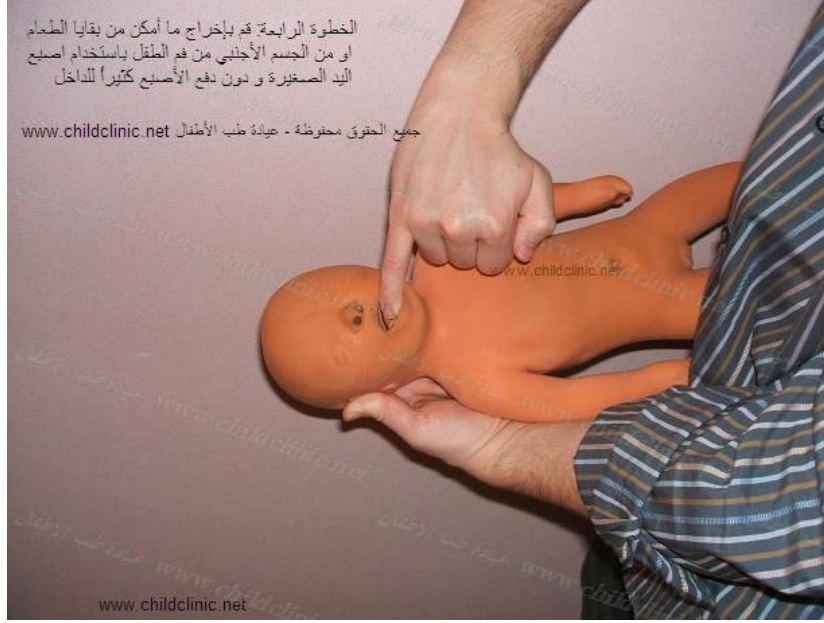 الخطوة الرابعة: قم بإخراج ما أمكن من بقايا الطعام
او من الجسم الأجنبي من فم الطفل باستخدام اصبع
اليد الصغيرة و دون دفع الأصبع كثيراً للداخل
جميع الحقوق محفوظة - عيادة طب الأطفال www.childclinic.net
www.childclinic.net
www.childclinic.net